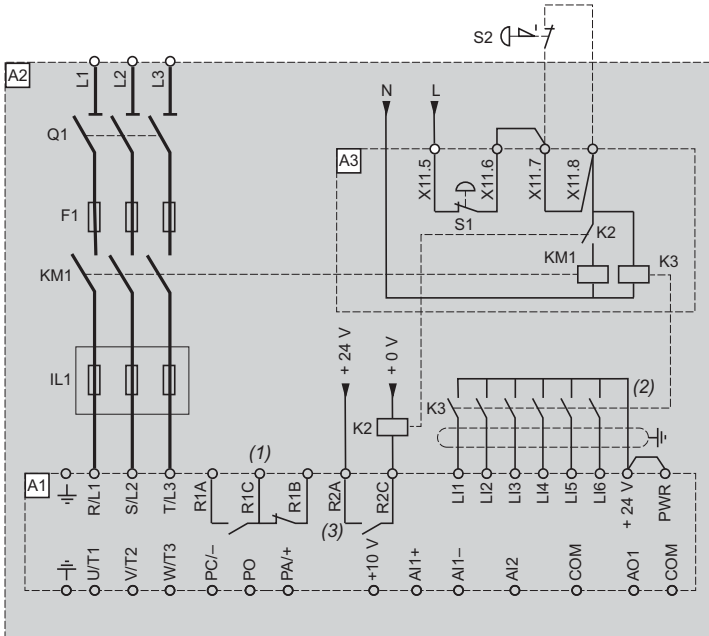 S2
A2
L1 L2 L3
N L
Q1
A3
X11.5 X11.6 X11.7 X11.8
F1
S1
K2
KM1
KM1 K3
+ 24 V + 0 V
IL1
(2)
K3
K2
(1)
A1
R/L1 S/L2 T/L3 R1A R1C R1B R2A R2C LI1 LI2 LI3 LI4 LI5 LI6 + 24 V PWR
(3)
U/T1 V/T2 W/T3 PC/– PO PA/+ +10 V AI1+ AI1– AI2 COM AO1 COM